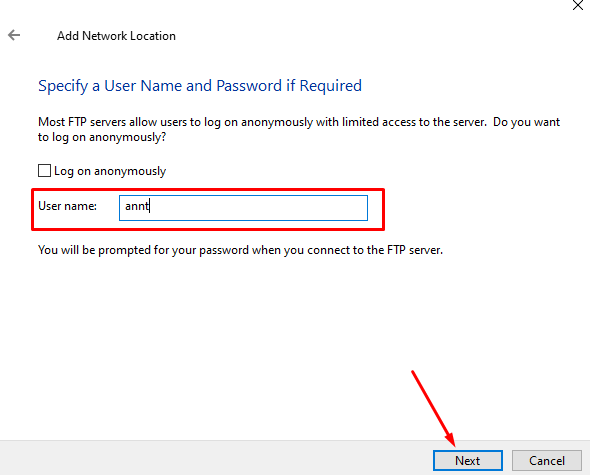 Add Network Location
Specify a User Name and Password if Required
Most FTP servers allow users to log on anonymously with limited access to the server.  Do you want
to log on anonymously?
Log on anonymously
User name: annt
You will be prompted for your password when you connect to the FTP server.
Next Cancel